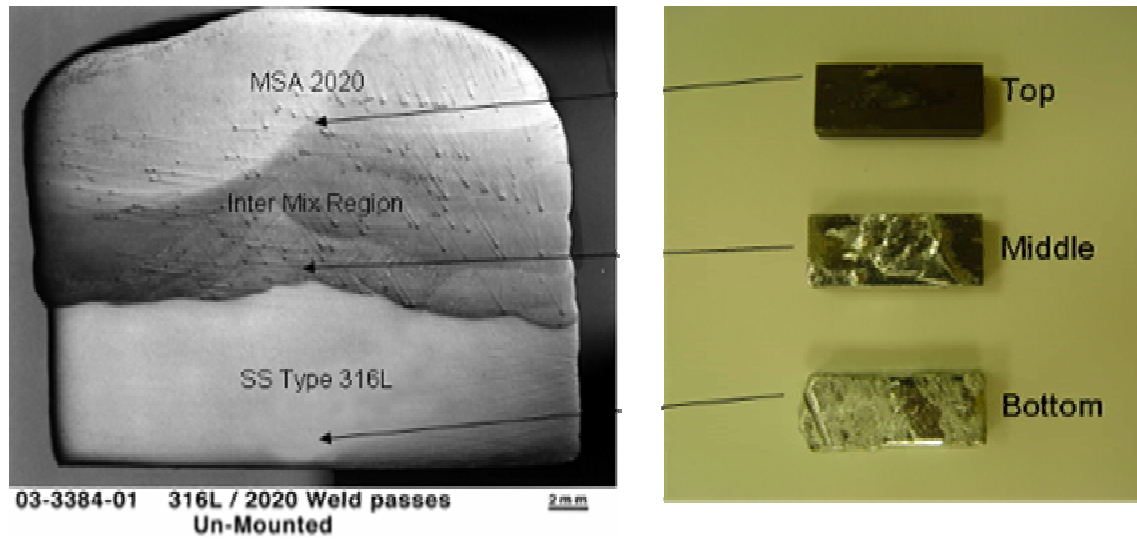 MSA 2020
Inter Mix Region
SS Type 316L
03-3384-01 316L / 2020 Weld passes
Un-Mounted
2mm
Top
Middle
Bottom